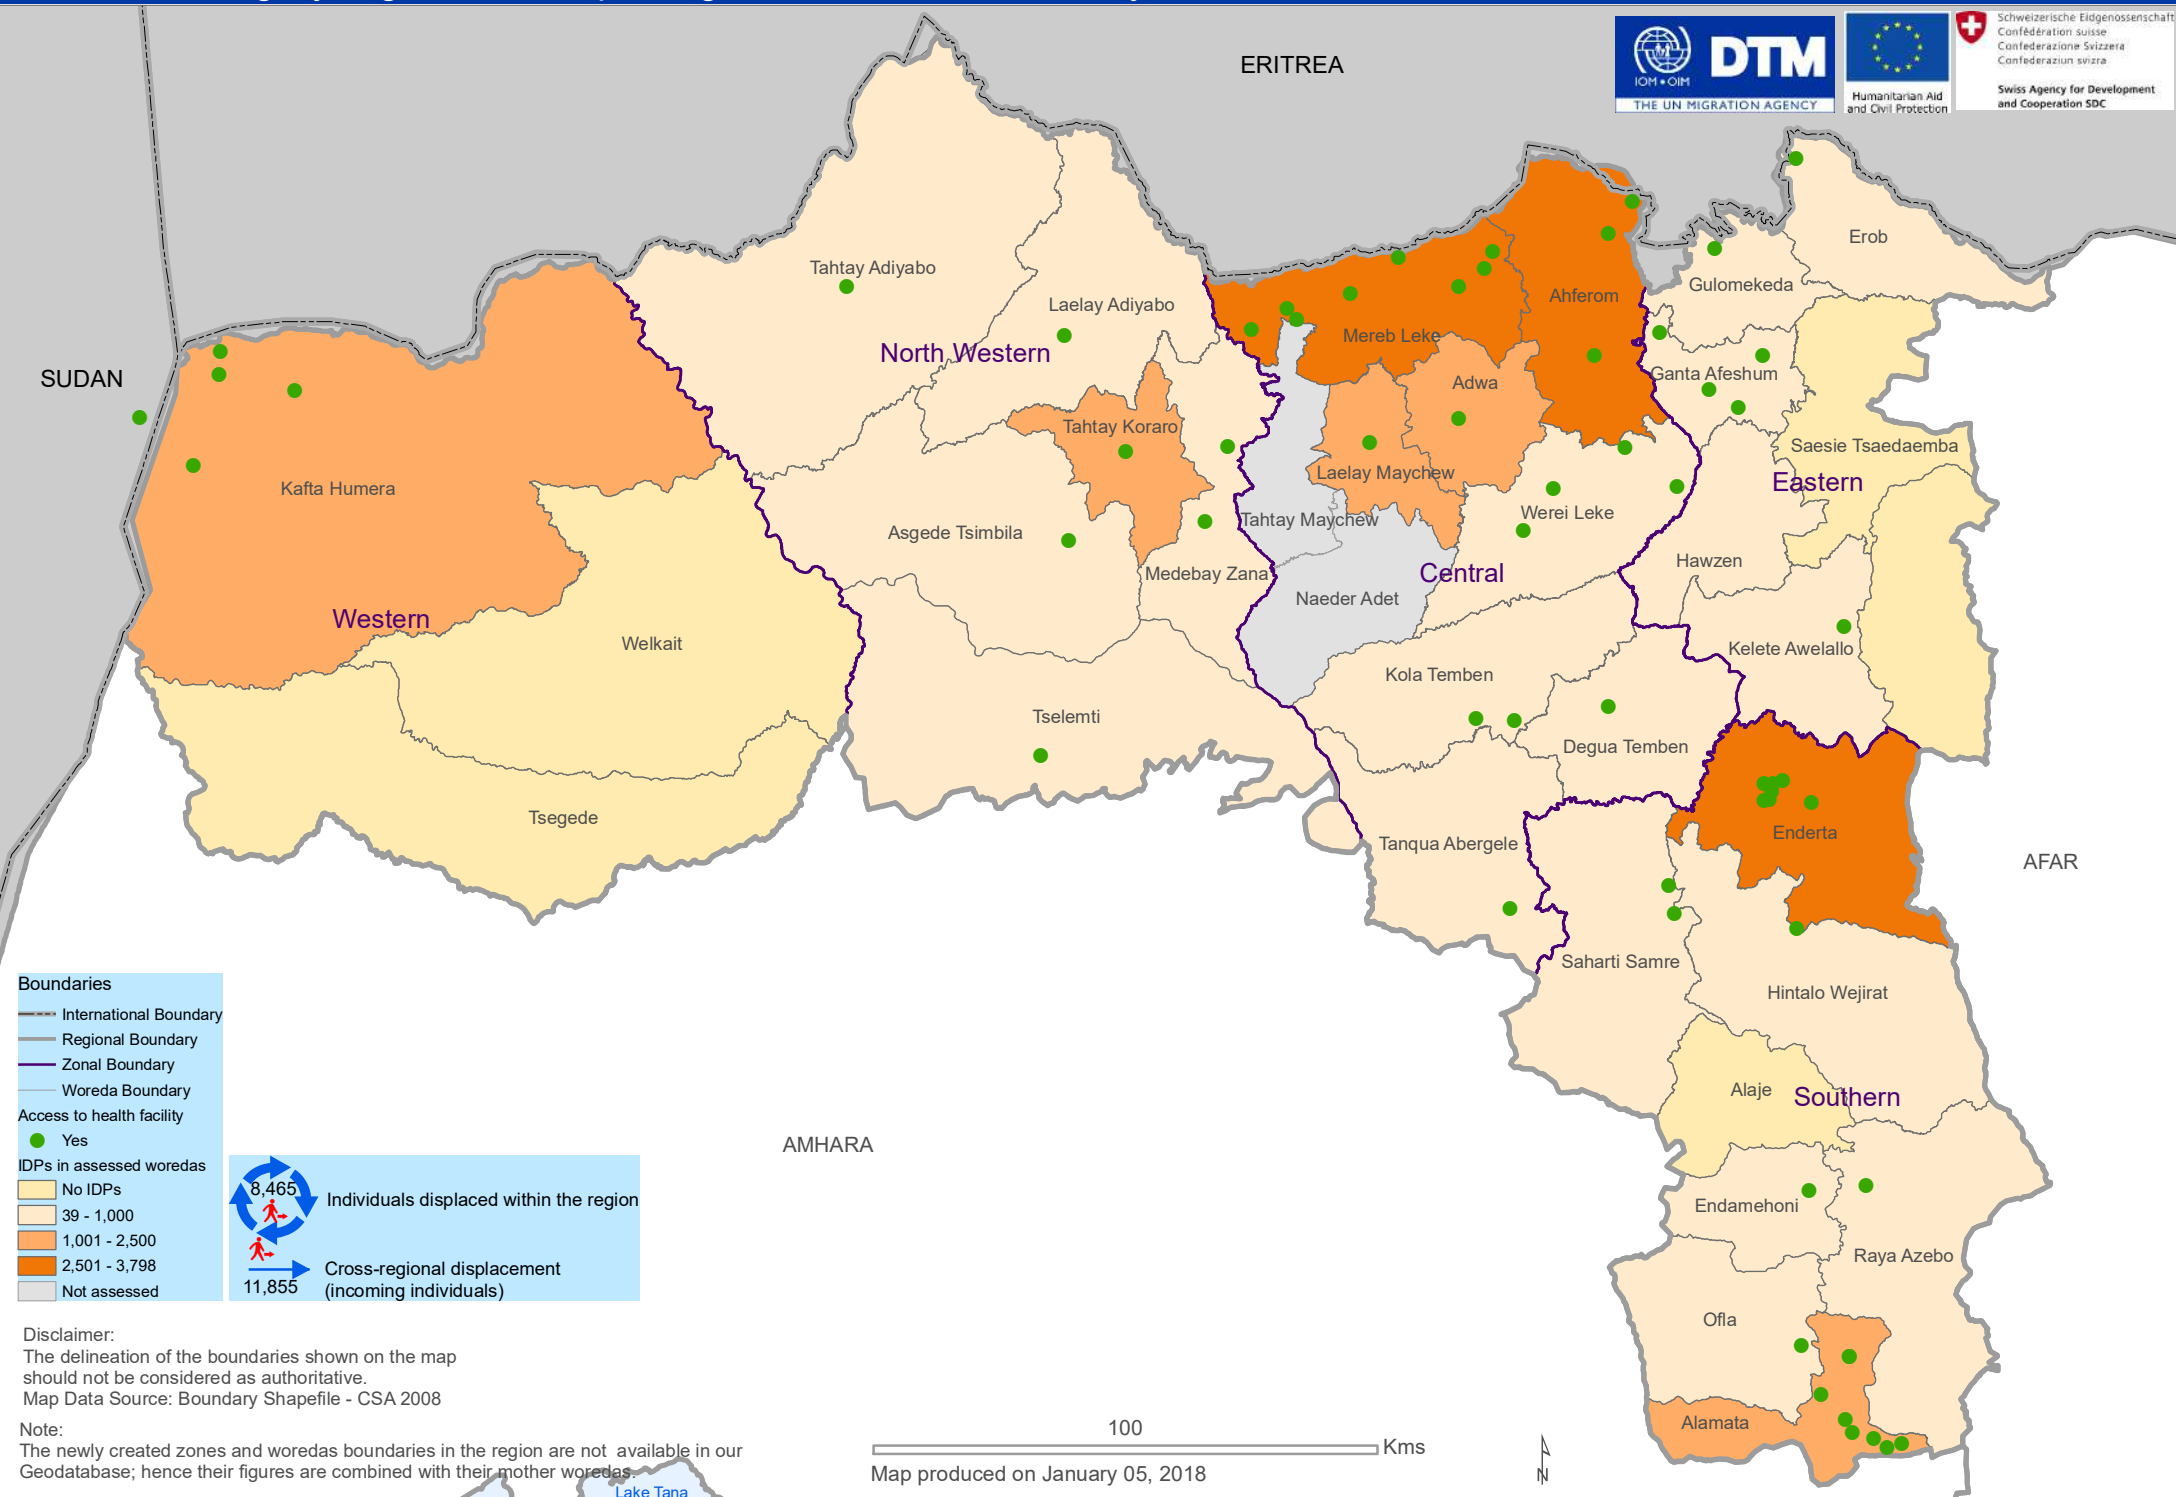 ERITREA
IOM • OIM
DTM
THE UN MIGRATION AGENCY
Humanitarian Aid
and Civil Protection
Schweizerische Eidgenossenschaft
Confédération suisse
Confederazione Svizzera
Confederaziun svizra
Swiss Agency for Development
and Cooperation SDC
Erob
Tahtay Adiyabo
Gulomekeda
Ahferom
Laelay Adiyabo
Mereb Leke
North Western
SUDAN
Ganta Afeshum
Adwa
Tahtay Koraro
Saesie Tsaedaemba
Laelay Maychew
Eastern
Kafta Humera
Werei Leke
Tahtay Maychew
Asgede Tsimbila
Hawzen
Medebay Zana
Central
Naeder Adet
Western
Welkait
Kelete Awelallo
Kola Temben
Tselemti
Degua Temben
Tsegede
Enderta
Tanqua Abergele
AFAR
Saharti Samre
Hintalo Wejirat
Alaje
Southern
AMHARA
Endamehoni
Raya Azebo
Ofla
Alamata
Boundaries
International Boundary
Regional Boundary
Zonal Boundary
Woreda Boundary
Access to health facility
Yes
IDPs in assessed woredas
No IDPs
39 - 1,000
1,001 - 2,500
2,501 - 3,798
Not assessed
8,465
Individuals displaced within the region
Cross-regional displacement
11,855
(incoming individuals)
Disclaimer:
The delineation of the boundaries shown on the map
should not be considered as authoritative.
Map Data Source: Boundary Shapefile - CSA 2008
Note:
The newly created zones and woredas boundaries in the region are not available in our
Geodatabase; hence their figures are combined with their mother woredas.
Lake Tana
100
Kms
Map produced on January 05, 2018
N